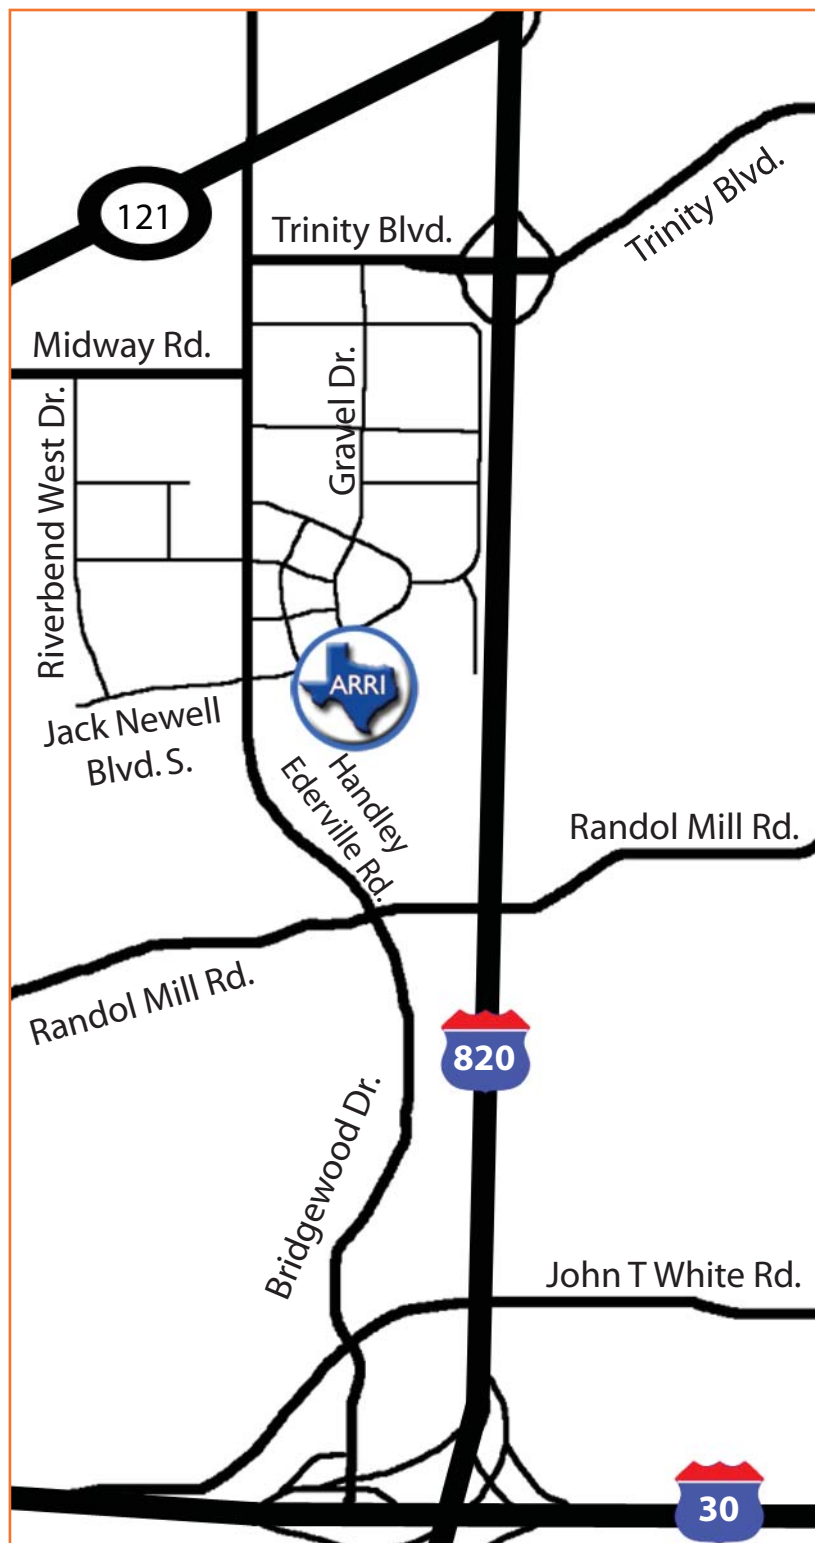 121
Trinity Blvd.
Trinity Blvd.
Midway Rd.
Gravel Dr.
Riverbend West Dr.
ARRI
Jack Newell
Blvd. S.
Handley
Ederville Rd.
Randol Mill Rd.
Randol Mill Rd.
820
Bridgewood Dr.
John T White Rd.
30